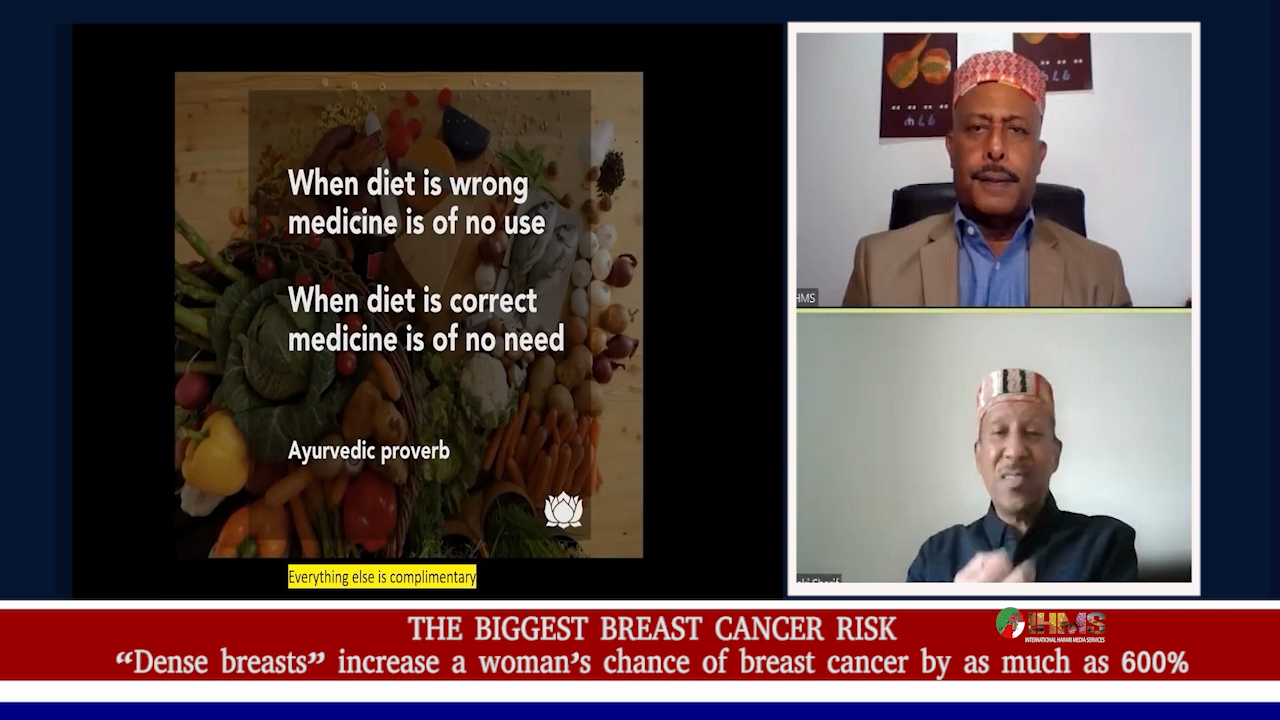 When diet is wrong
medicine is of no use
When diet is correct
medicine is of no need
Ayurvedic proverb
Everything else is complimentary
HMS
THE BIGGEST BREAST CANCER RISK
IHMS
INTERNATIONAL HARARI MEDIA SERVICES
“Dense breasts” increase a woman’s chance of breast cancer by as much as 600%